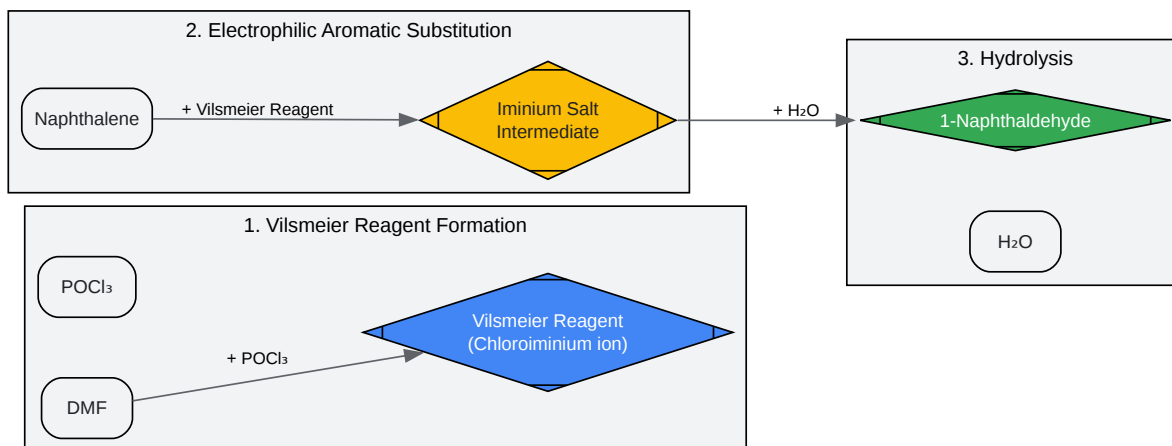 2. Electrophilic Aromatic Substitution
Naphthalene
+ Vilsmeier Reagent
Iminium Salt
Intermediate
+ H₂O
3. Hydrolysis
1-Naphthaldehyde
H₂O
1. Vilsmeier Reagent Formation
POCl₃
DMF
+ POCl₃
Vilsmeier Reagent
(Chloroiminium ion)